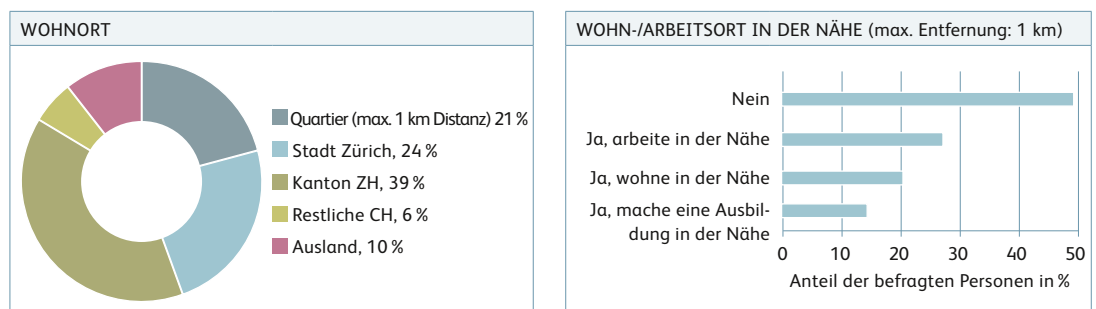 WOHNORT
Quartier (max. 1 km Distanz) 21 %
Stadt Zürich, 24 %
Kanton ZH, 39 %
Restliche CH, 6 %
Ausland, 10 %
WOHN-/ARBEITSORT IN DER NÄHE (max. Entfernung: 1 km)
Nein
Ja, arbeite in der Nähe
Ja, wohne in der Nähe
Ja, mache eine Ausbil-
dung in der Nähe
0 10 20 30 40 50
Anteil der befragten Personen in %